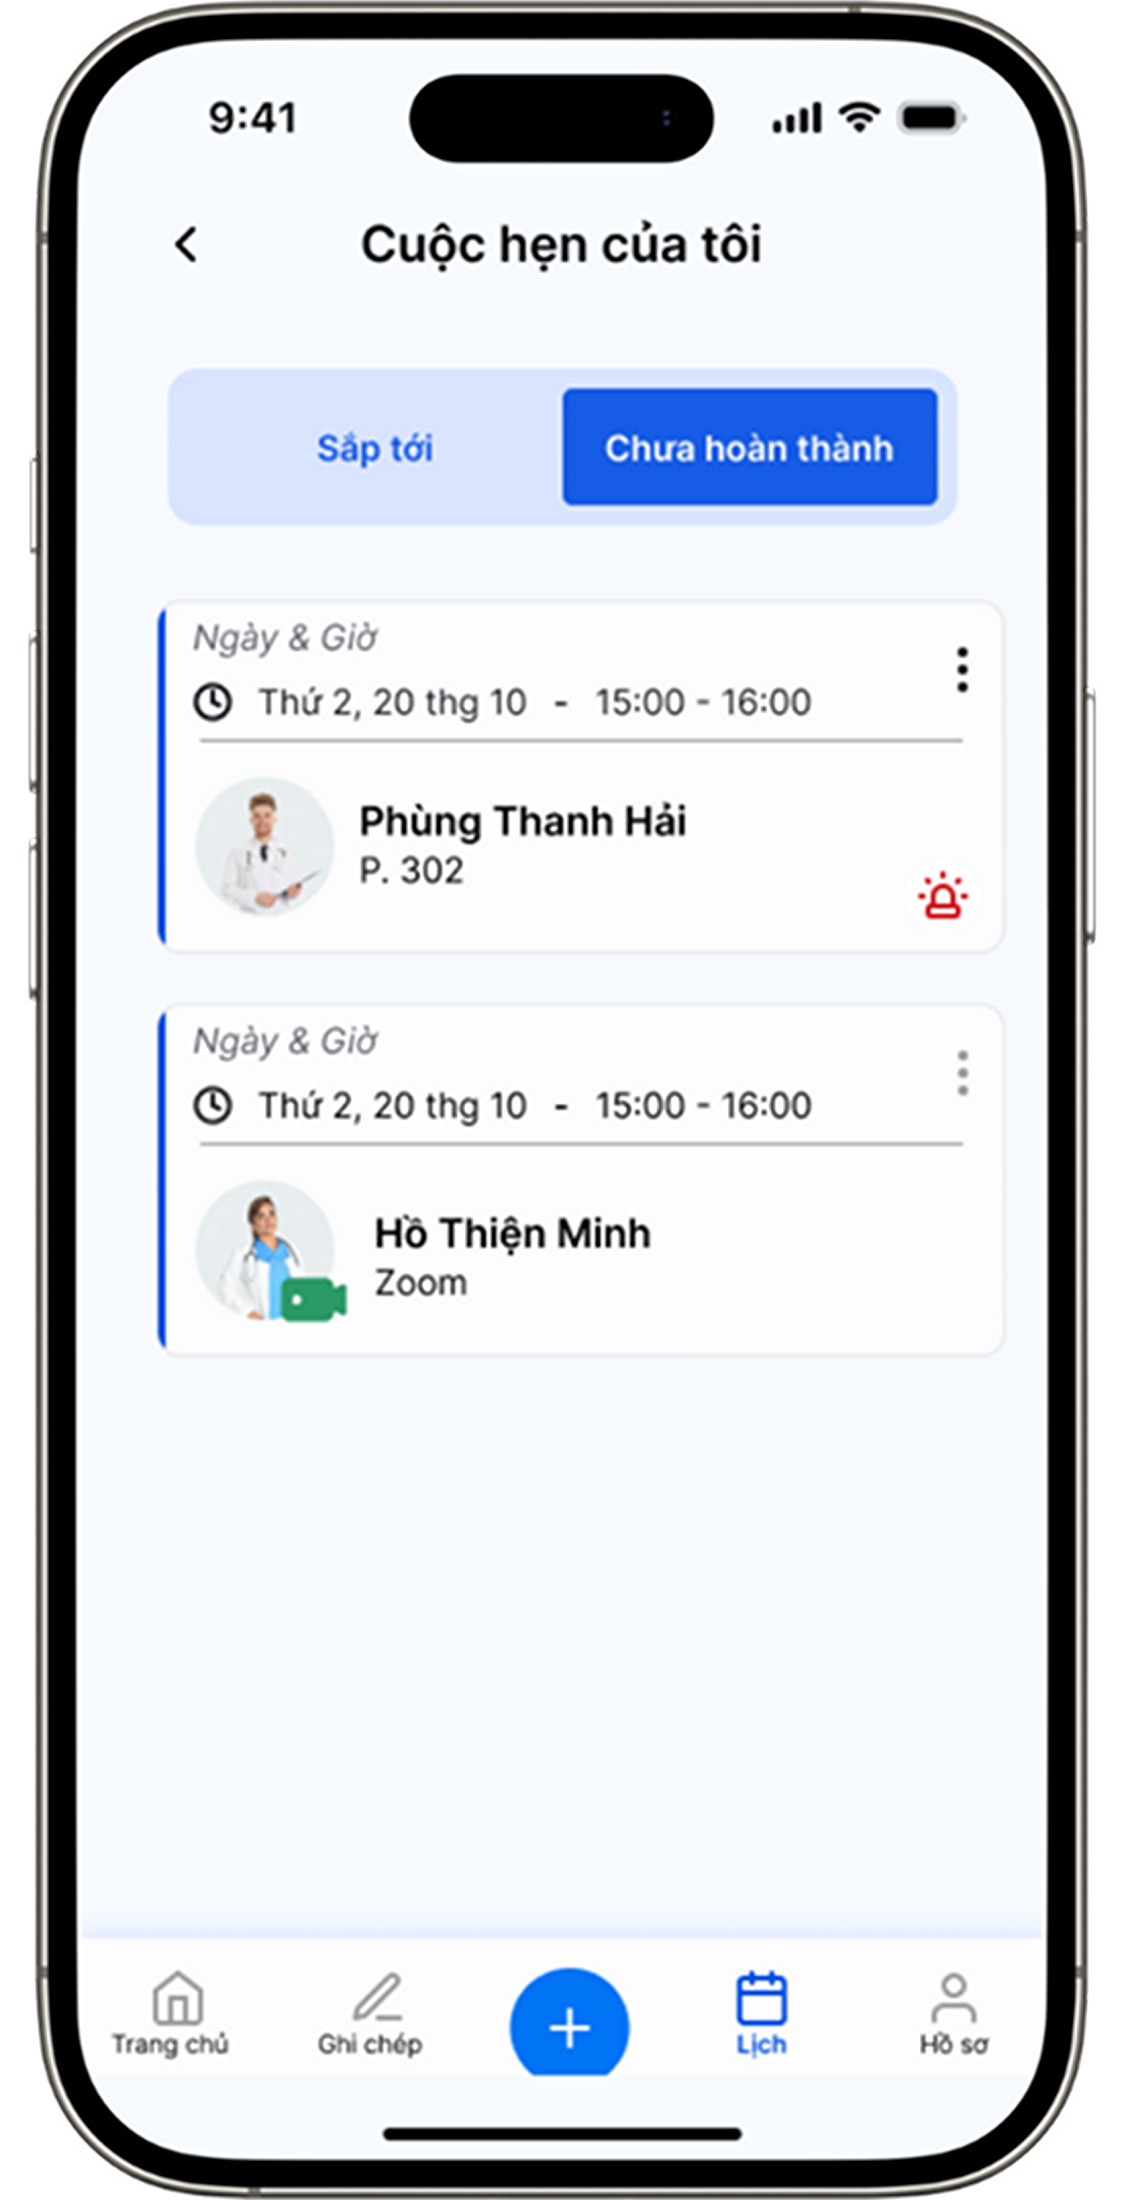 9:41
Cuộc hẹn của tôi
Sắp tới
Chưa hoàn thành
Ngày & Giờ
Thứ 2, 20 thg 10 - 15:00 - 16:00
Phùng Thanh Hải
P. 302
Ngày & Giờ
Thứ 2, 20 thg 10 - 15:00 - 16:00
Hồ Thiện Minh
Zoom
Trang chủ
Ghi chép
Lịch
Hồ sơ